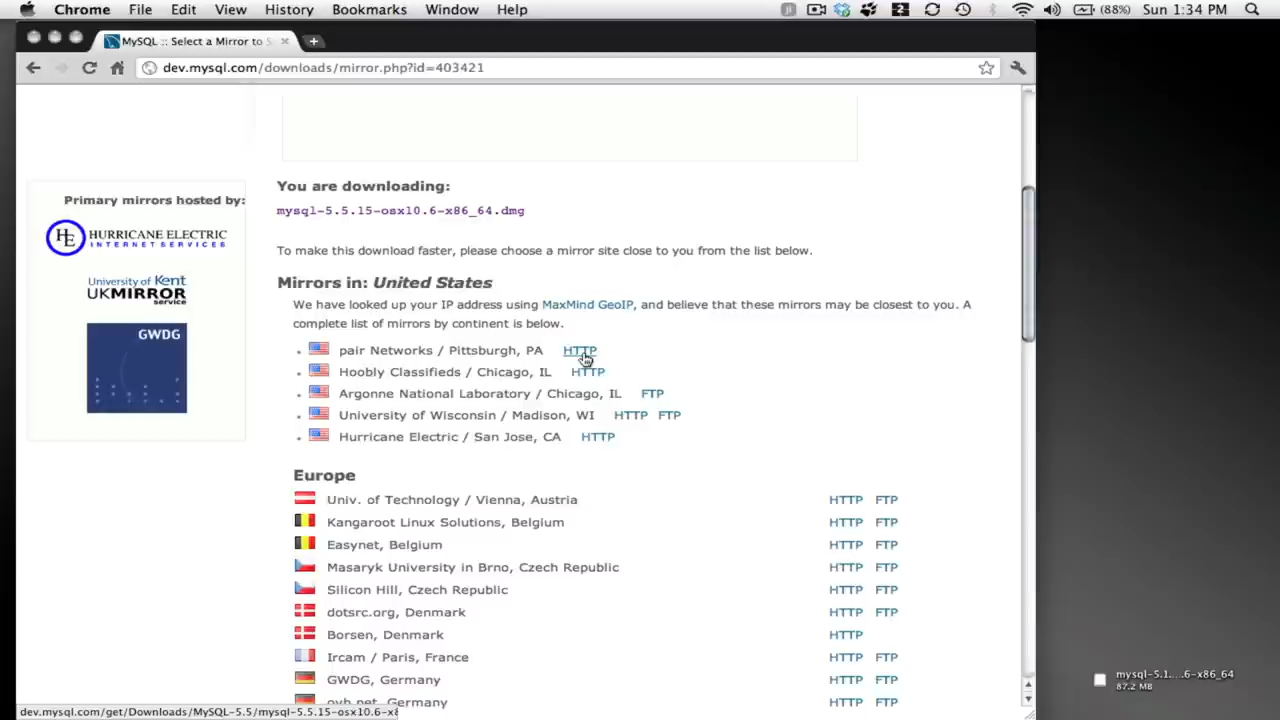 Chrome File Edit View History Bookmarks Window Help (88%) Sun 1:34 PM
MySQL :: Select a Mirror to
dev.mysql.com/downloads/mirror.php?id=403421
You are downloading:
mysql-5.5.15-osx10.6-x86_64.dmg
To make this download faster, please choose a mirror site close to you from the list below.
Primary mirrors hosted by:
HE HURRICANE ELECTRIC
INTERNET SERVICES
University of Kent
UKMIRROR
service
GWDG
Mirrors in: United States
We have looked up your IP address using MaxMind GeoIP, and believe that these mirrors may be closest to you. A
complete list of mirrors by continent is below.
pair Networks / Pittsburgh, PA HTTP
Hoobly Classifieds / Chicago, IL HTTP
Argonne National Laboratory / Chicago, IL FTP
University of Wisconsin / Madison, WI HTTP FTP
Hurricane Electric / San Jose, CA HTTP
Europe
Univ. of Technology / Vienna, Austria HTTP FTP
Kangaroot Linux Solutions, Belgium HTTP FTP
Easynet, Belgium HTTP FTP
Masaryk University in Brno, Czech Republic HTTP FTP
Silicon Hill, Czech Republic HTTP FTP
dotsrc.org, Denmark HTTP FTP
Borsen, Denmark HTTP
Ircam / Paris, France HTTP FTP
GWDG, Germany HTTP FTP
ovh.net, Germany HTTP FTP
dev.mysql.com/get/Downloads/MySQL-5.5/mysql-5.5.15-osx10.6-x8
mysql-5.1....6-x86_64
87.2 MB